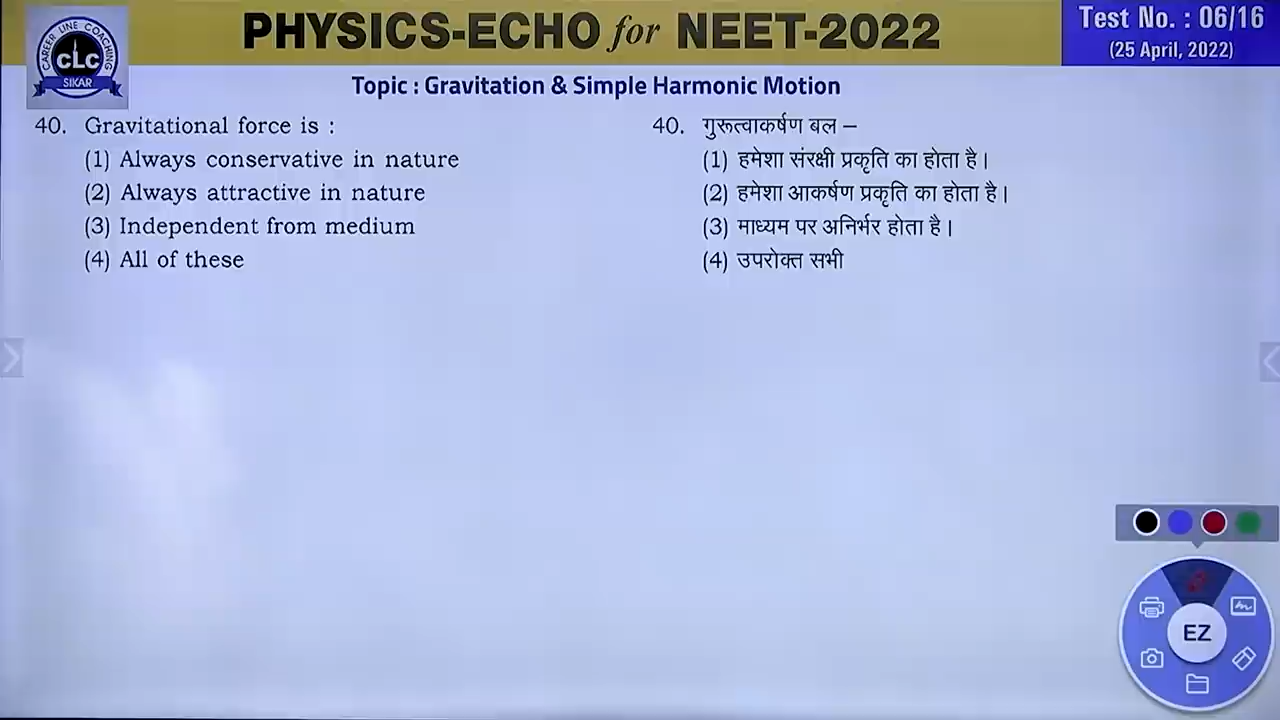 PHYSICS-ECHO for NEET-2022
Test No. : 06/16
(25 April, 2022)
CAREER LINE COACHING
CLC
SIKAR
Topic : Gravitation & Simple Harmonic Motion
40. Gravitational force is :
(1) Always conservative in nature
(2) Always attractive in nature
(3) Independent from medium
(4) All of these
40. गुरूत्वाकर्षण बल –
(1) हमेशा संरक्षी प्रकृति का होता है।
(2) हमेशा आकर्षण प्रकृति का होता है।
(3) माध्यम पर अनिर्भर होता है।
(4) उपरोक्त सभी
EZ